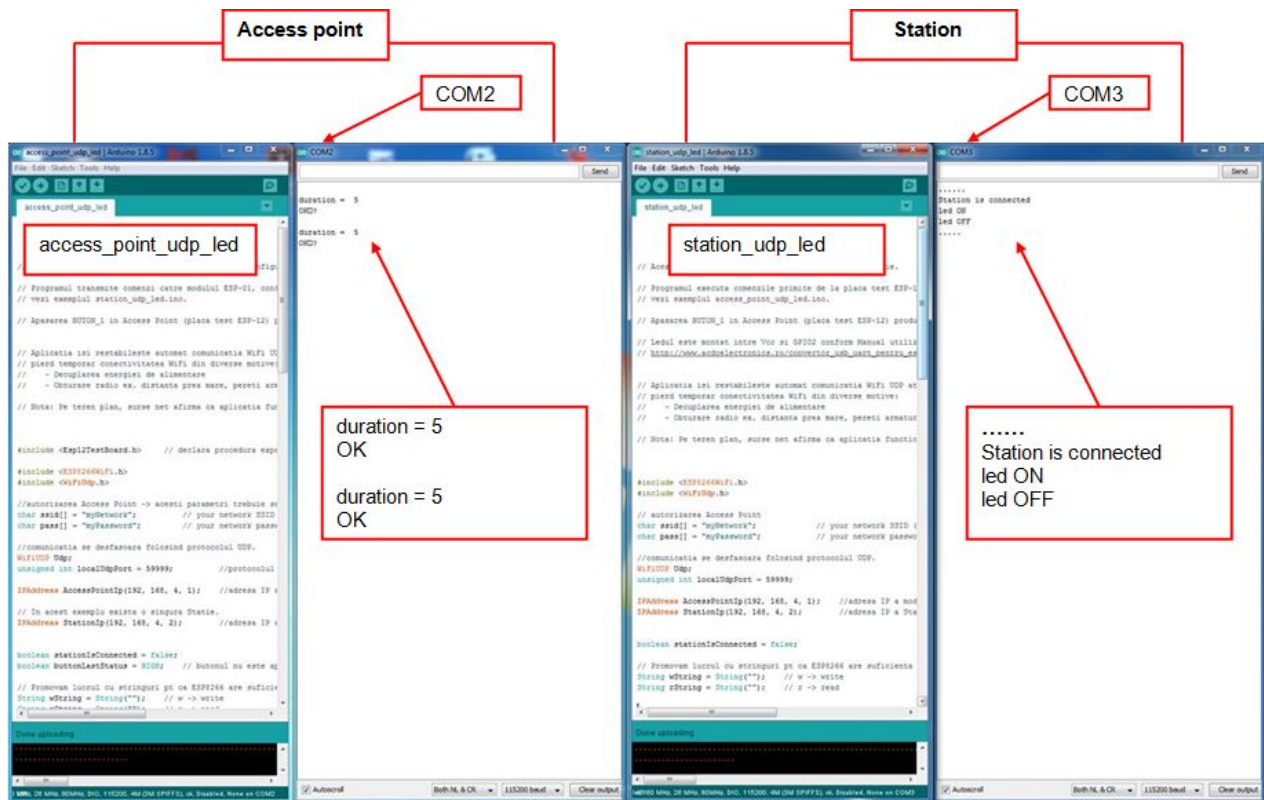 Access point
Station
COM2
COM3
access_point_udp_led | Arduino 1.8.5
File Edit Sketch Tools Help
access_point_udp_led
access_point_udp_led
// Programul transmite comenzi catre modulul ESP-01,
// vezi exemplul station_udp_led.ino.
// Apasarea BUTON_1 in Access Point (placa test ESP-12)
// Aplicatia isi restabileste automat comunicatia WiFi
// pierd temporar conectivitatea WiFi din diverse motive:
// - Decuplarea energiei de alimentare
// - Obturare radio ex. distanta prea mare, pereti
// Nota: Pe teren plan, surse net afirma ca aplicatia
#include <Esp12TestBoard.h> // declara procedura
#include <ESP8266WiFi.h>
#include <WiFiUdp.h>
//autorizarea Access Point -> acesti parametri trebuie
char ssid[] = "myNetwork"; // your network SSID
char pass[] = "myPassword"; // your network
//comunicatia se desfasoara folosind protocolul UDP.
WiFiUDP Udp;
unsigned int localUdpPort = 59999; //protocolul
IPAddress AccessPointIp(192, 168, 4, 1); //adresa IP
// In acest exemplu exista o singura Statie.
IPAddress StationIp(192, 168, 4, 2); //adresa IP
boolean stationIsConnected = false;
boolean buttonLastStatus = HIGH; // butonul nu este
// Promovam lucrul cu stringuri pt ca ESP8266 are
String wString = String(""); // w -> write
Done uploading
COM2
Send
duration = 5
duration = 5
duration = 5
OK
duration = 5
OK
Autoscroll
Both NL & CR
115200 baud
Clear output
station_udp_led | Arduino 1.8.5
File Edit Sketch Tools Help
station_udp_led
station_udp_led
// Programul executa comenzile primite de la placa test
// vezi exemplul access_point_udp_led.ino.
// Apasarea BUTON_1 in Access Point (placa test ESP-12)
// Ledul este montat intre Vcc si GPIO2 conform Manual
// Aplicatia isi restabileste automat comunicatia WiFi UDP
// pierd temporar conectivitatea WiFi din diverse motive:
// - Decuplarea energiei de alimentare
// - Obturare radio ex. distanta prea mare, pereti
// Nota: Pe teren plan, surse net afirma ca aplicatia
#include <ESP8266WiFi.h>
#include <WiFiUdp.h>
// autorizarea Access Point
char ssid[] = "myNetwork"; // your network SSID
char pass[] = "myPassword"; // your network
//comunicatia se desfasoara folosind protocolul UDP.
WiFiUDP Udp;
unsigned int localUdpPort = 59999;
IPAddress AccessPointIp(192, 168, 4, 1); //adresa IP a
IPAddress StationIp(192, 168, 4, 2); //adresa IP a
boolean stationIsConnected = false;
// Promovam lucrul cu stringuri pt ca ESP8266 are suficienta
String wString = String(""); // w -> write
String rString = String(""); // r -> read
Done uploading
COM3
Send
......
Station is connected
led ON
led OFF
.....
......
Station is connected
led ON
led OFF
Autoscroll
Both NL & CR
115200 baud
Clear output